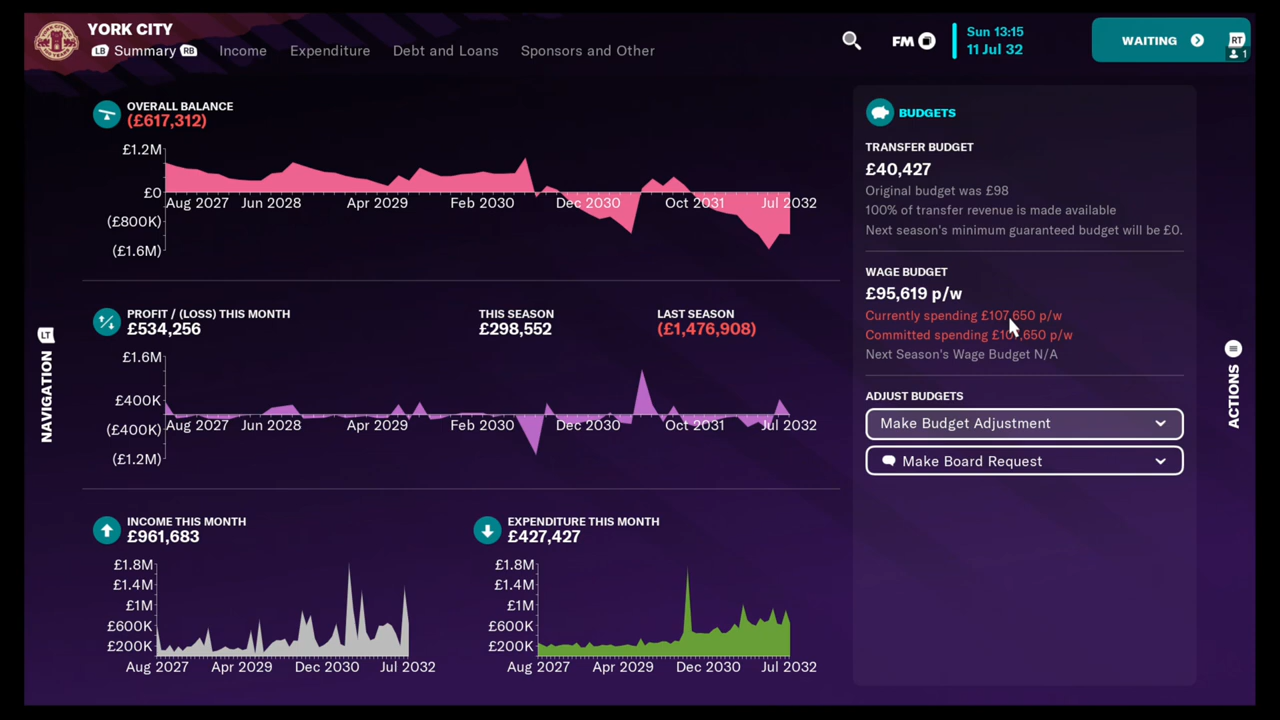 YORK CITY
LB Summary RB Income Expenditure Debt and Loans Sponsors and Other
FM
Sun 13:15
11 Jul 32
WAITING
RT
1
OVERALL BALANCE
(£617,312)
£1.2M
£0
(£800K)
(£1.6M)
Aug 2027 Jun 2028 Apr 2029 Feb 2030 Dec 2030 Oct 2031 Jul 2032
PROFIT / (LOSS) THIS MONTH
£534,256
THIS SEASON
£298,552
LAST SEASON
(£1,476,908)
£1.6M
£400K
(£400K)
(£1.2M)
Aug 2027 Jun 2028 Apr 2029 Feb 2030 Dec 2030 Oct 2031 Jul 2032
INCOME THIS MONTH
£961,683
£1.8M
£1.4M
£1M
£600K
£200K
Aug 2027 Apr 2029 Dec 2030 Jul 2032
EXPENDITURE THIS MONTH
£427,427
£1.8M
£1.4M
£1M
£600K
£200K
Aug 2027 Apr 2029 Dec 2030 Jul 2032
BUDGETS
TRANSFER BUDGET
£40,427
Original budget was £98
100% of transfer revenue is made available
Next season's minimum guaranteed budget will be £0.
WAGE BUDGET
£95,619 p/w
Currently spending £107,650 p/w
Committed spending £107,650 p/w
Next Season's Wage Budget N/A
ADJUST BUDGETS
Make Budget Adjustment
Make Board Request
LT
NAVIGATION
ACTIONS